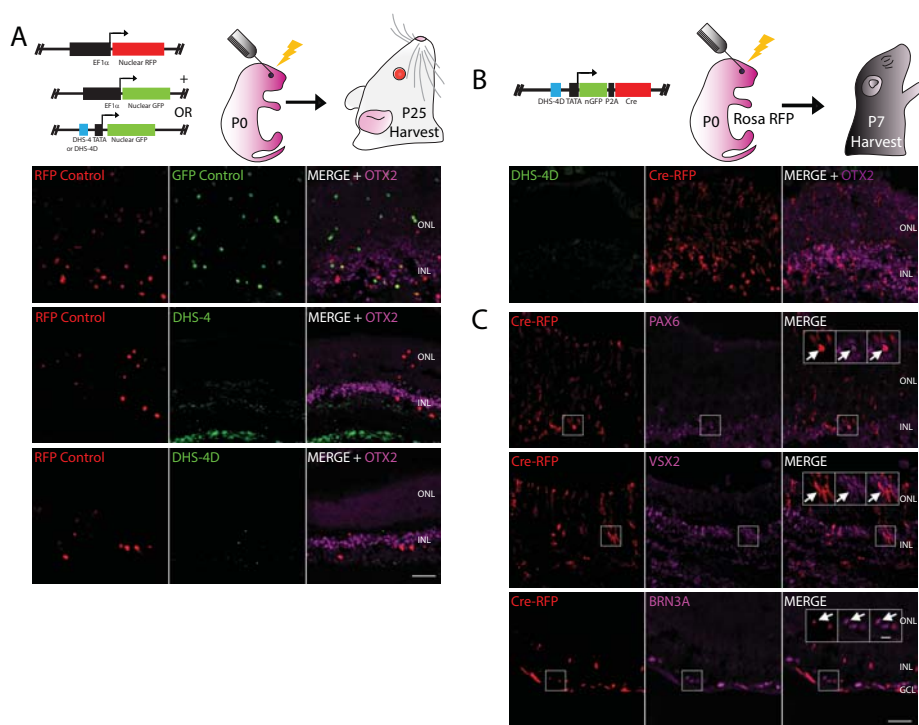 A
EF1α Nuclear RFP
+
EF1α Nuclear GFP
OR
DHS-4 TATA Nuclear GFP
or DHS-4D
P0
P25
Harvest
RFP Control GFP Control MERGE + OTX2
ONL
INL
RFP Control DHS-4 MERGE + OTX2
ONL
INL
RFP Control DHS-4D MERGE + OTX2
ONL
INL
B
DHS-4D TATA nGFP P2A Cre
P0 Rosa RFP
P7
Harvest
DHS-4D Cre-RFP MERGE + OTX2
ONL
INL
C
Cre-RFP PAX6 MERGE
ONL
INL
Cre-RFP VSX2 MERGE
ONL
INL
Cre-RFP BRN3A MERGE
ONL
INL
GCL